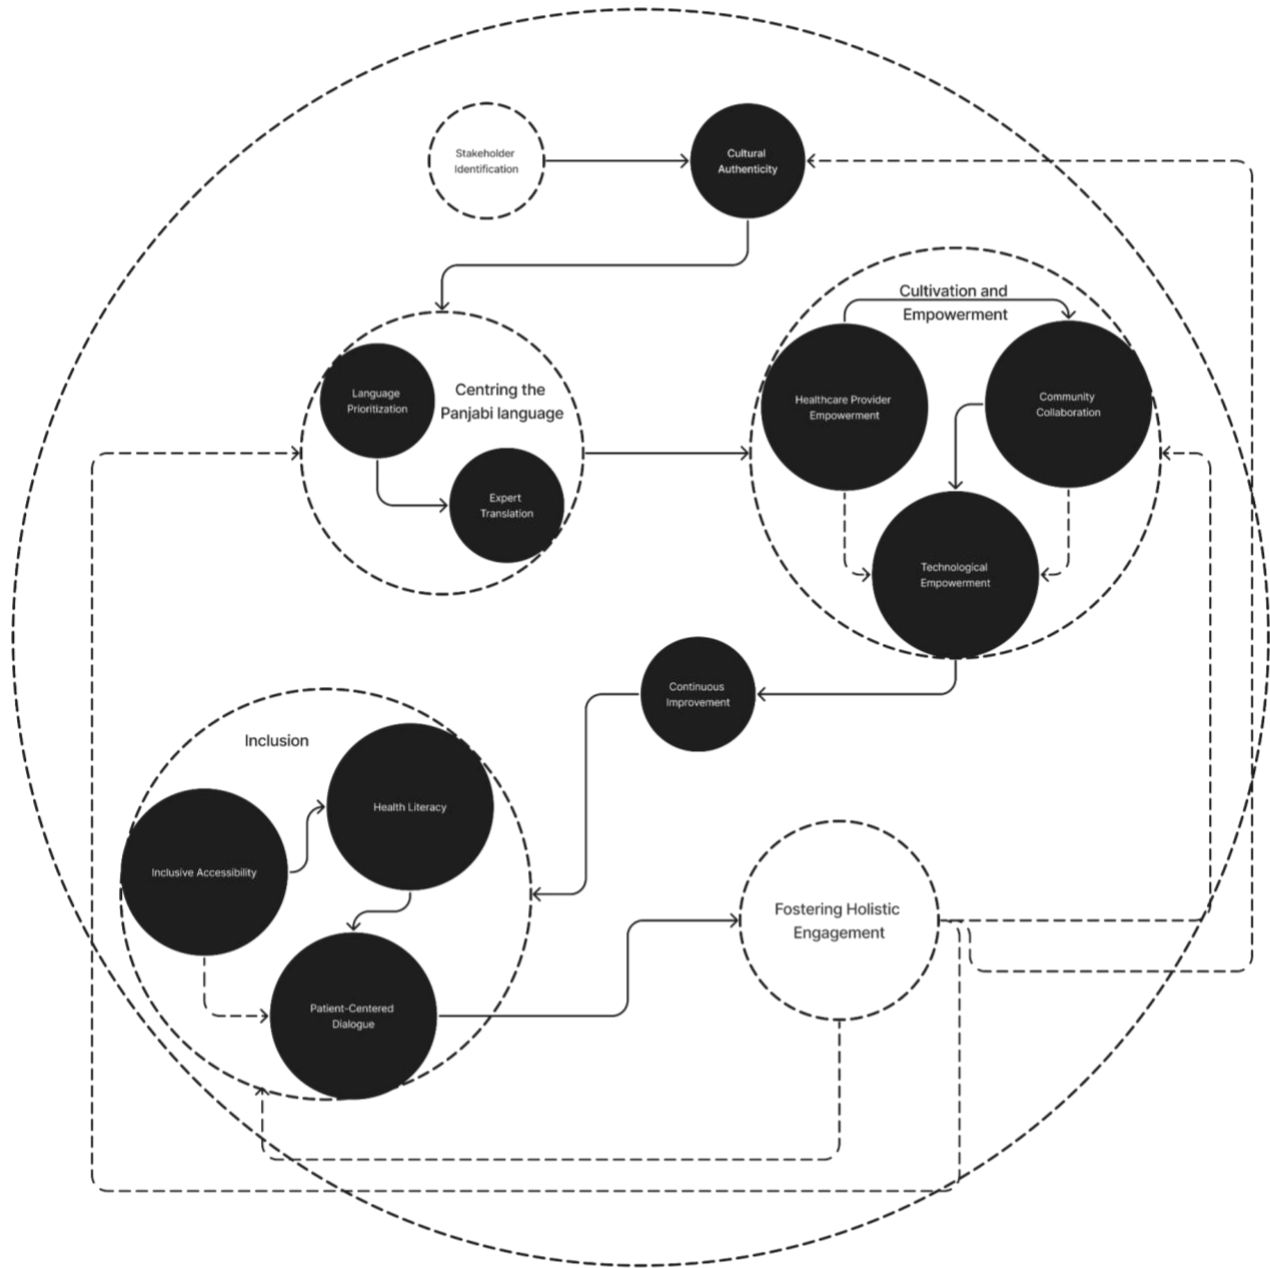 Stakeholder
Identification
Cultural
Authenticity
Cultivation and
Empowerment
Healthcare Provider
Empowerment
Community
Collaboration
Technological
Empowerment
Language
Prioritization
Centring the
Panjabi language
Expert
Translation
Continuous
Improvement
Inclusion
Health Literacy
Inclusive Accessibility
Patient-Centered
Dialogue
Fostering Holistic
Engagement